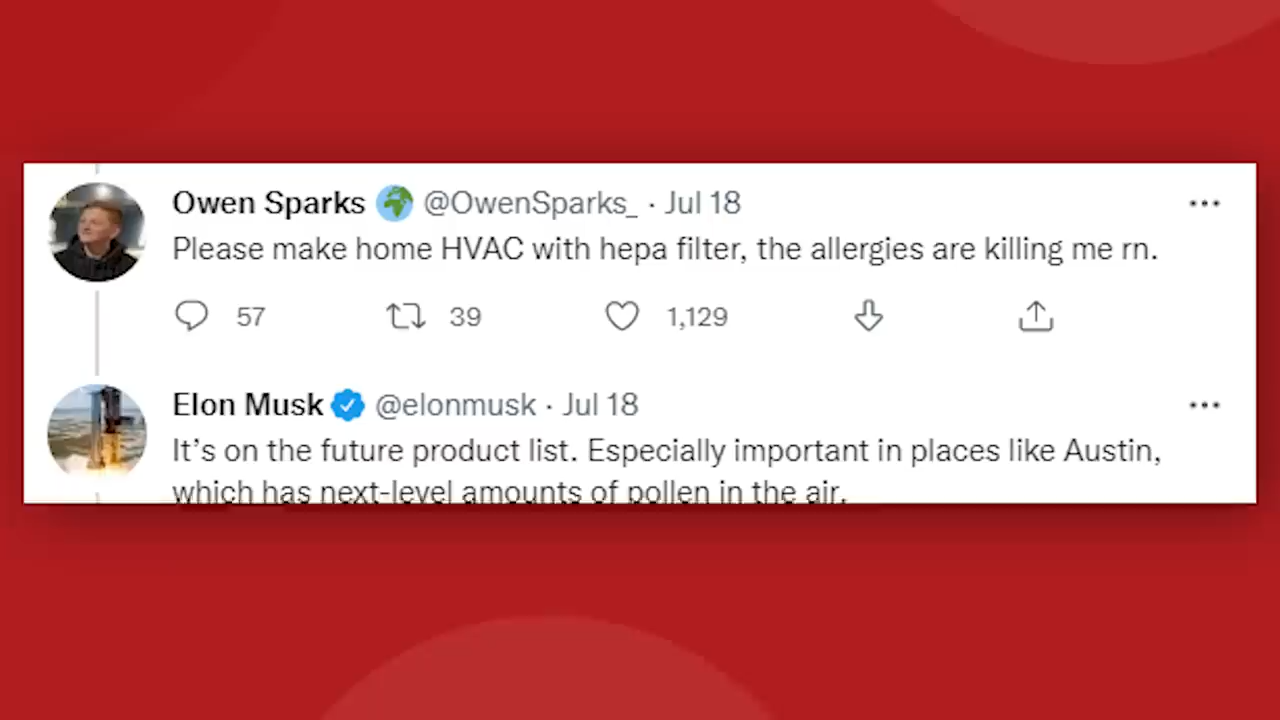 Owen Sparks @OwenSparks_ · Jul 18
Please make home HVAC with hepa filter, the allergies are killing me rn.
57 39 1,129
Elon Musk @elonmusk · Jul 18
It’s on the future product list. Especially important in places like Austin,
which has next-level amounts of pollen in the air.